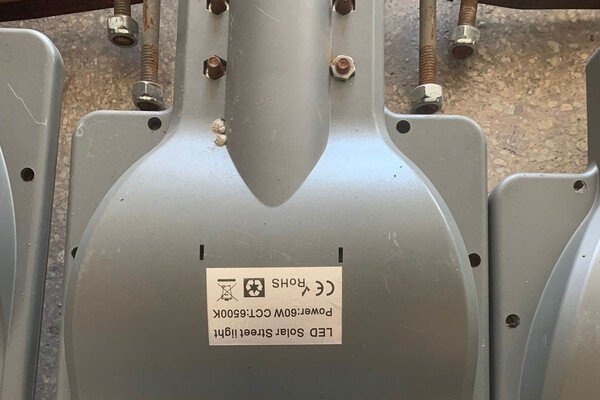 LED Solar Street light
Power:60W CCT:6500K
CE RoHS